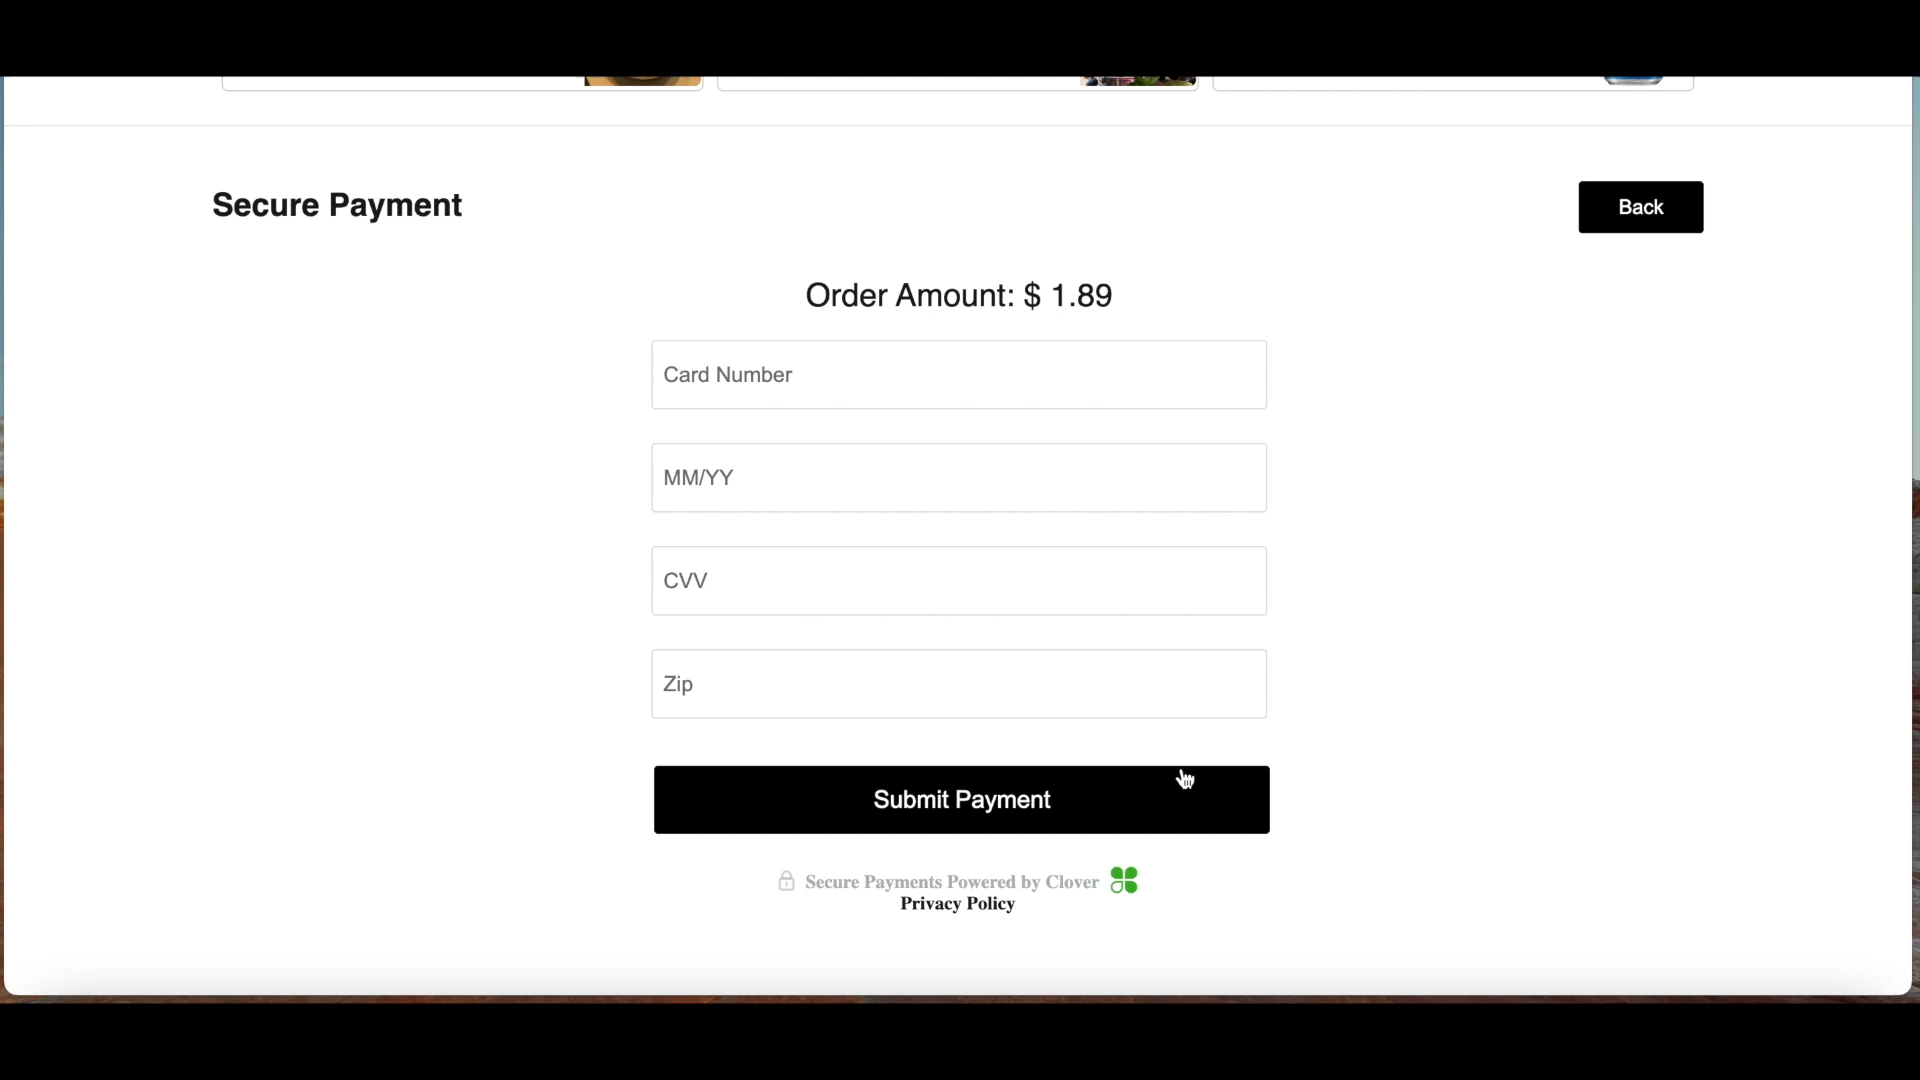 Secure Payment
Back
Order Amount: $ 1.89
Card Number
MM/YY
CVV
Zip
Submit Payment
Secure Payments Powered by Clover
Privacy Policy